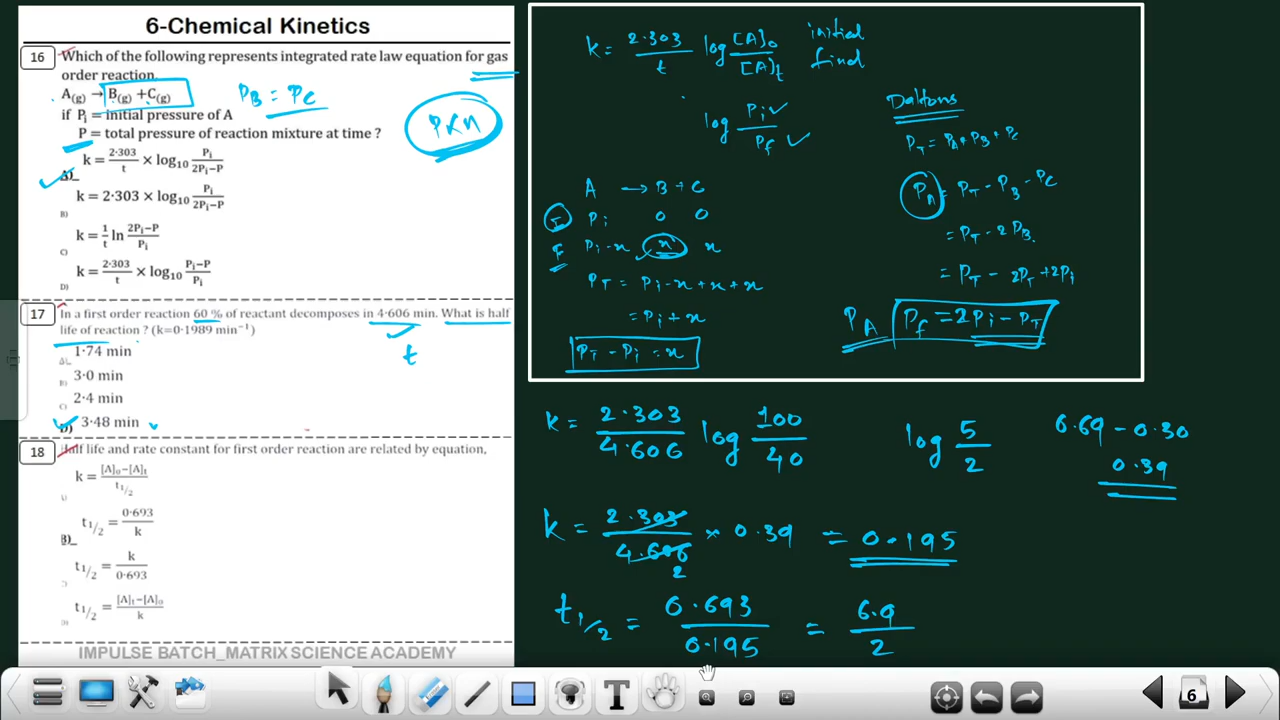 6-Chemical Kinetics
16
Which of the following represents integrated rate law equation for gas
order reaction.
A(g) → B(g) +C(g)
P_B = P_C
if Pᵢ = initial pressure of A
P = total pressure of reaction mixture at time ?
PKN
A) k = 2·303/t × log₁₀ Pᵢ/2Pᵢ−P
B) k = 2·303 × log₁₀ Pᵢ/2Pᵢ−P
C) k = 1/t ln 2Pᵢ−P/Pᵢ
D) k = 2·303/t × log₁₀ Pᵢ−P/Pᵢ
17
In a first order reaction 60 % of reactant decomposes in 4·606 min. What is half
life of reaction ? (k=0·1989 min⁻¹)
t
A) 1·74 min
B) 3·0 min
C) 2·4 min
D) 3·48 min
18
Half life and rate constant for first order reaction are related by equation,
A) k = [A]₀−[A]ₜ/t₁/₂
B) t₁/₂ = 0·693/k
C) t₁/₂ = k/0·693
D) t₁/₂ = [A]ₜ−[A]₀/k
IMPULSE BATCH_MATRIX SCIENCE ACADEMY
k = 2·303/t log [A]₀/[A]t
initial
final
log Pi/Pf
A → B + C
I Pi 0 0
F Pi-x x x
PT = Pi-x+x+x
= Pi + x
PT - Pi = x
Daltons
PT = PA + PB + PC
PA = PT - PB - PC
= PT - 2PB
= PT - 2PT + 2Pi
PA Pf = 2Pi - PT
k = 2·303/4·606 log 100/40
log 5/2
0.69 - 0.30
0.39
k = 2·303/4·606 × 0.39 = 0.195
2
t1/2 = 0.693/0.195 = 6.9/2
6